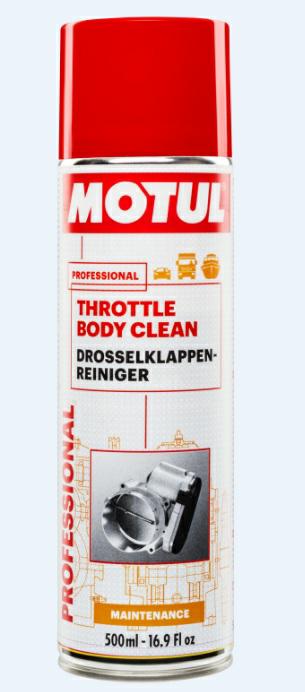 MOTUL
PROFESSIONAL
THROTTLE
BODY CLEAN
DROSSELKLAPPEN-
REINIGER
PROFESSIONAL
MAINTENANCE
500ml - 16.9 Fl oz